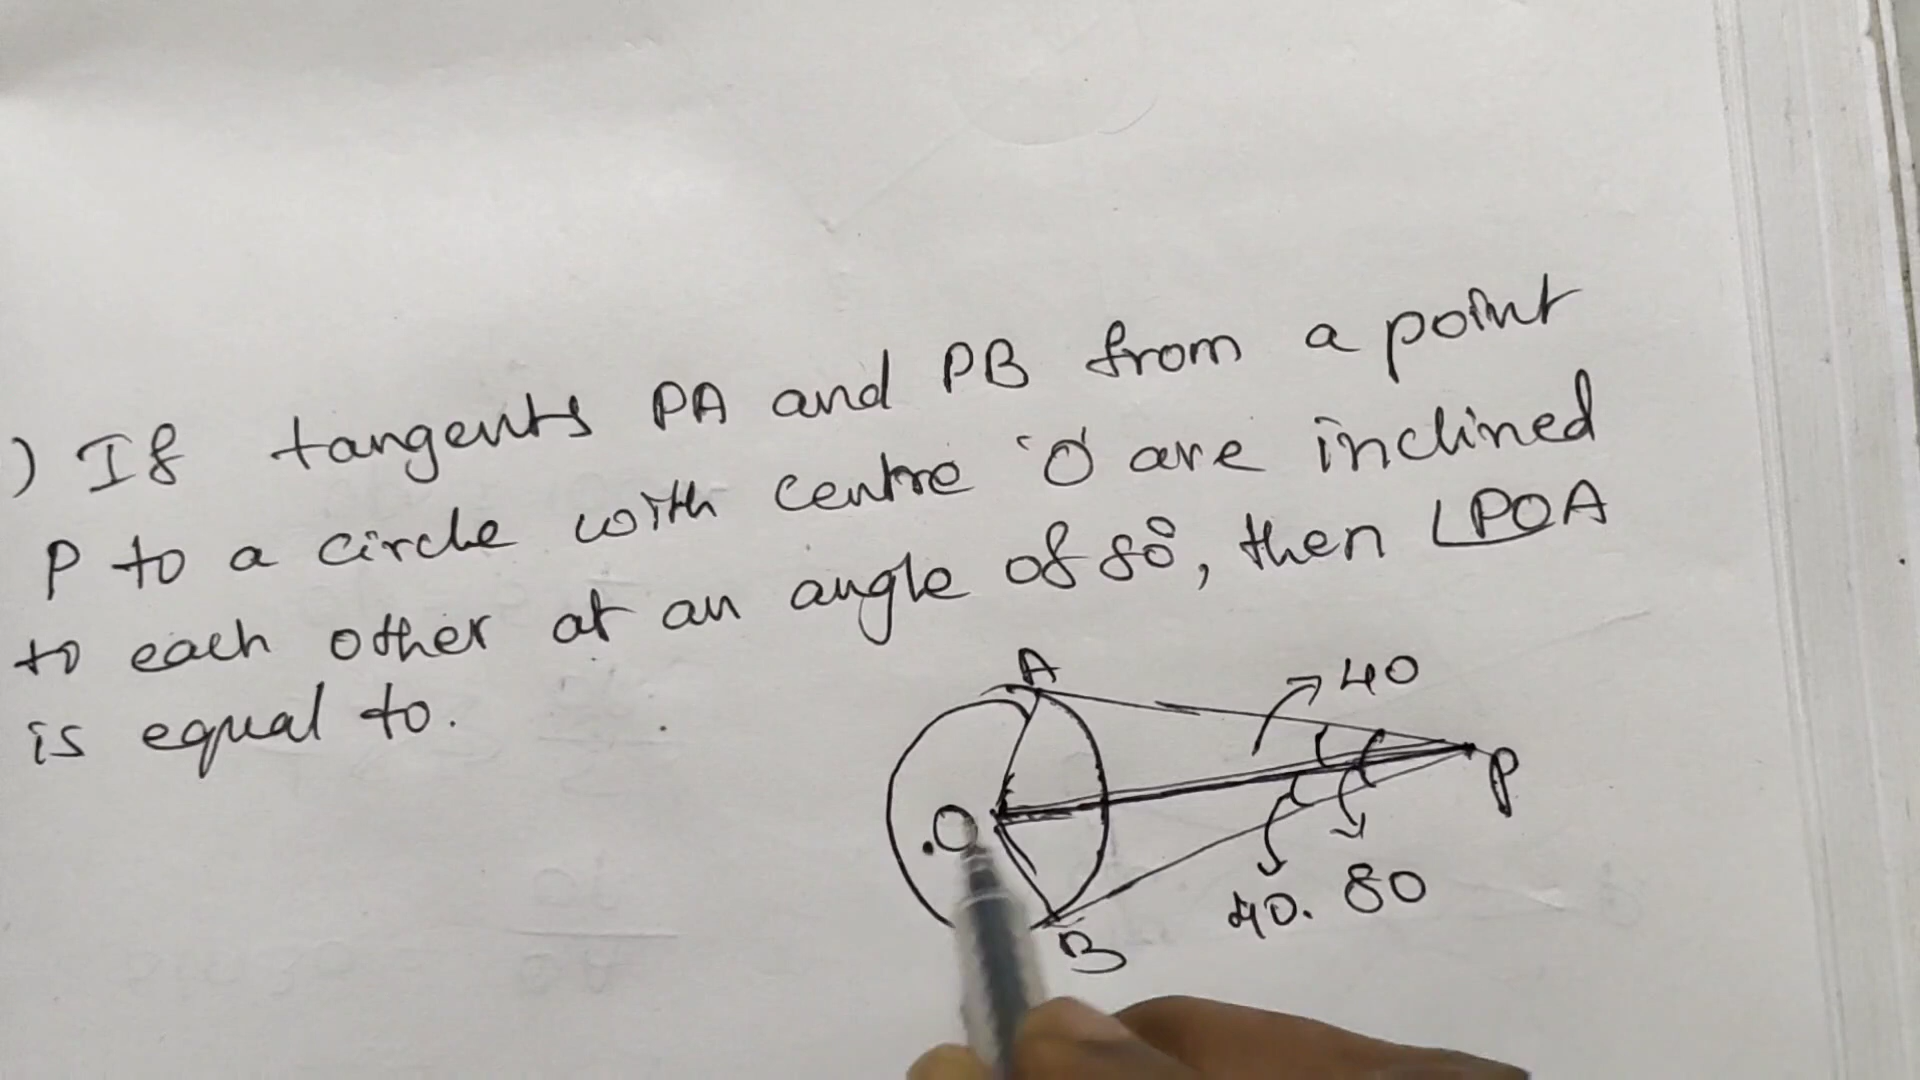 ) If tangents PA and PB from a point
P to a circle with centre 'O' are inclined
to each other at an angle of 80°, then ∠POA
is equal to.
A
40
P
.O
40. 80
B